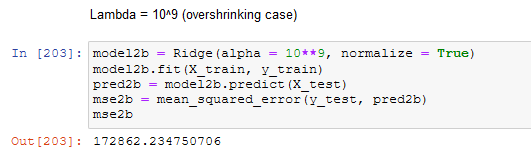 Lambda = 10^9 (overshrinking case)
In [203]: model2b = Ridge(alpha = 10**9, normalize = True)
model2b.fit(X_train, y_train)
pred2b = model2b.predict(X_test)
mse2b = mean_squared_error(y_test, pred2b)
mse2b
Out[203]: 172862.234750706